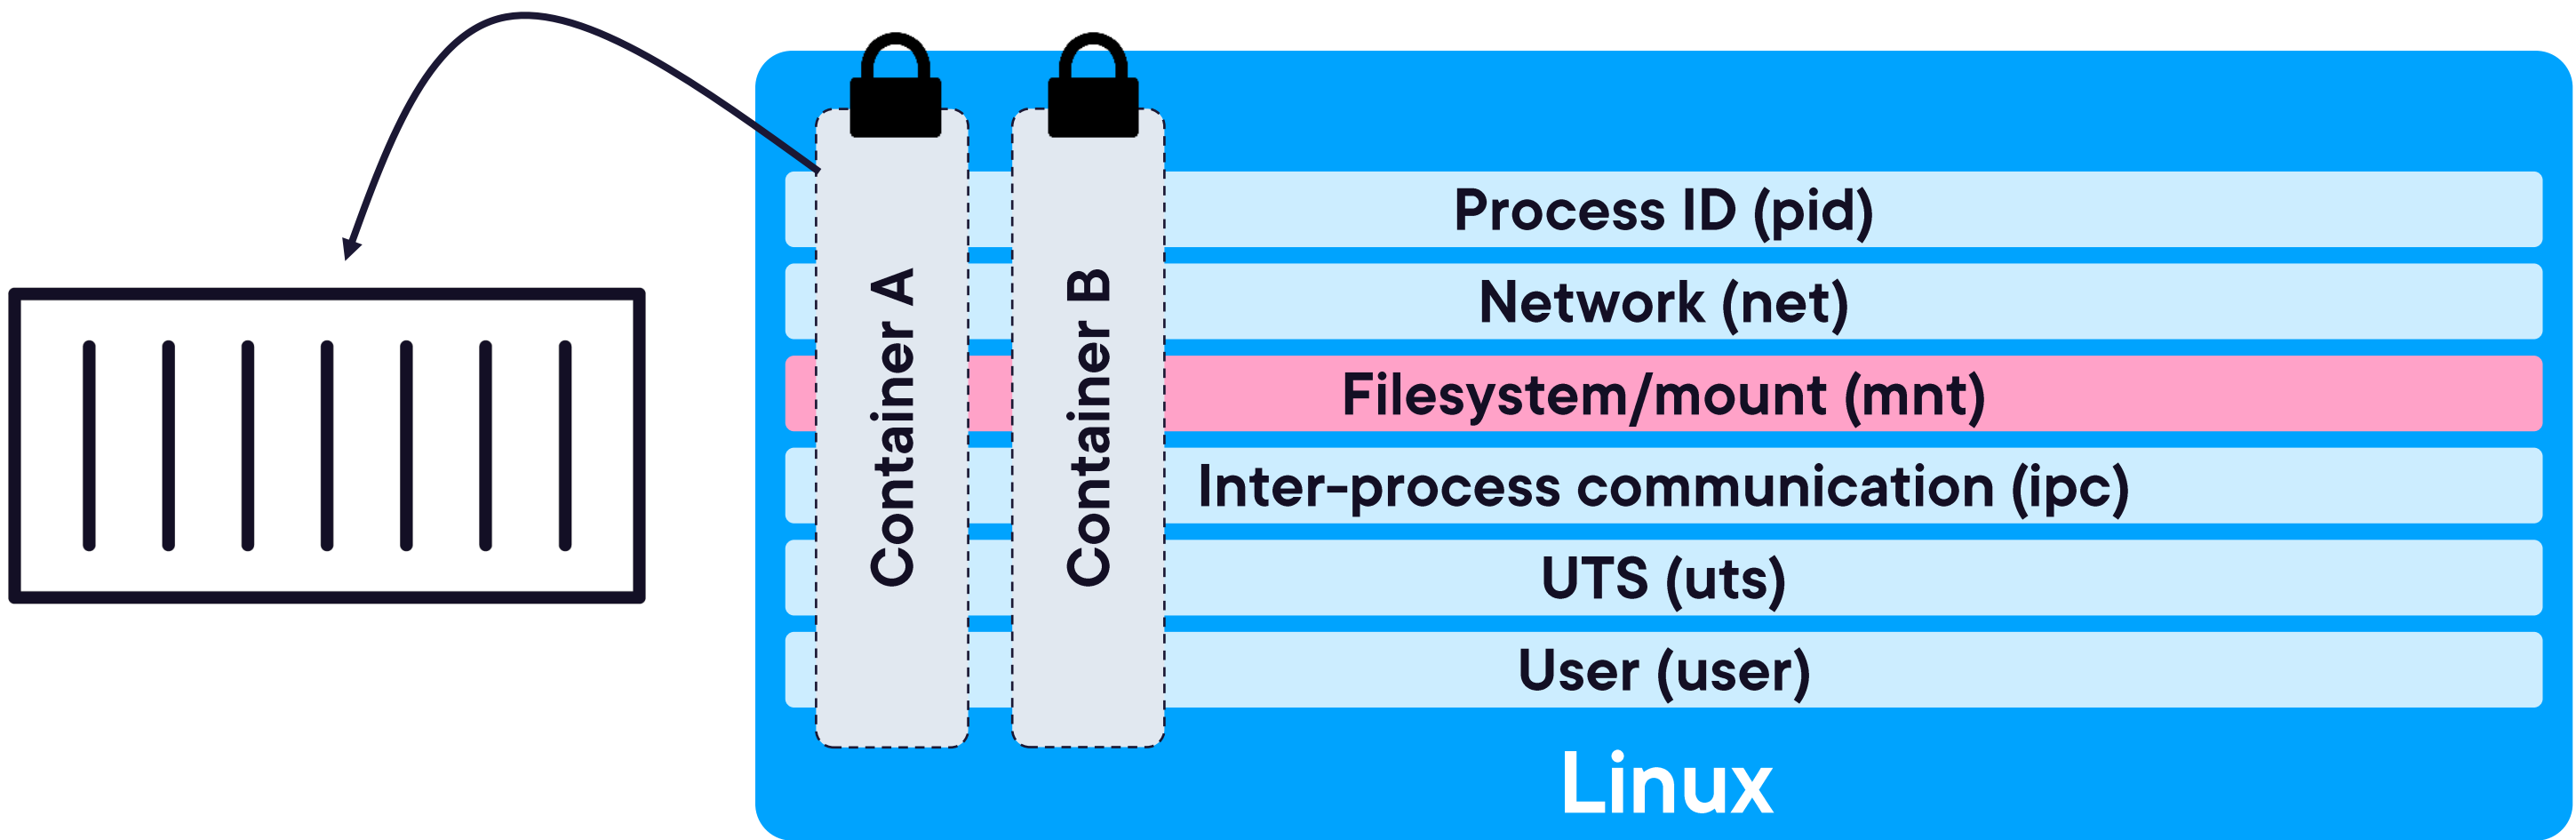 Container A
Container B
Process ID (pid)
Network (net)
Filesystem/mount (mnt)
Inter-process communication (ipc)
UTS (uts)
User (user)
Linux